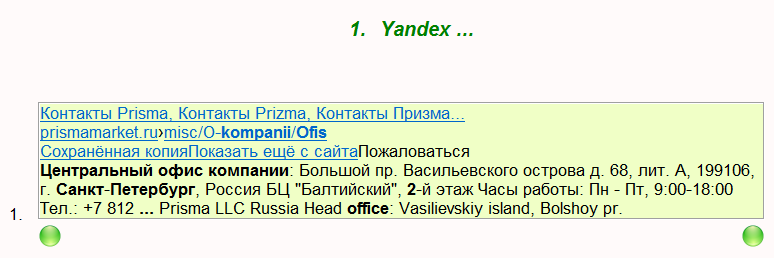 1. Yandex ...
Контакты Prisma, Контакты Prizma, Контакты Призма...
prismamarket.ru›misc/O-kompanii/Ofis
Сохранённая копияПоказать ещё с сайтаПожаловаться
Центральный офис компании: Большой пр. Васильевского острова д. 68, лит. А, 199106,
г. Санкт-Петербург, Россия БЦ "Балтийский", 2-й этаж Часы работы: Пн - Пт, 9:00-18:00
1. Тел.: +7 812 ... Prisma LLC Russia Head office: Vasilievskiy island, Bolshoy pr.